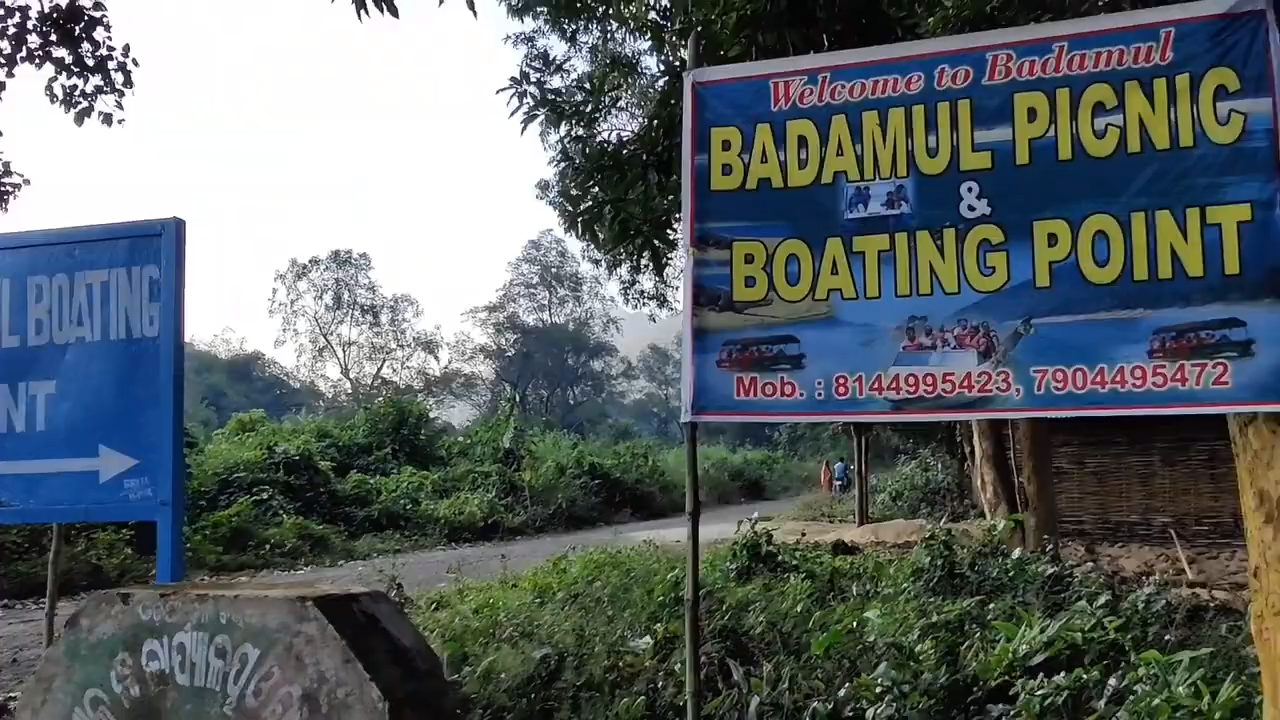 L BOATING
NT
Welcome to Badamul
BADAMUL PICNIC
&
BOATING POINT
Mob. : 8144995423, 7904495472